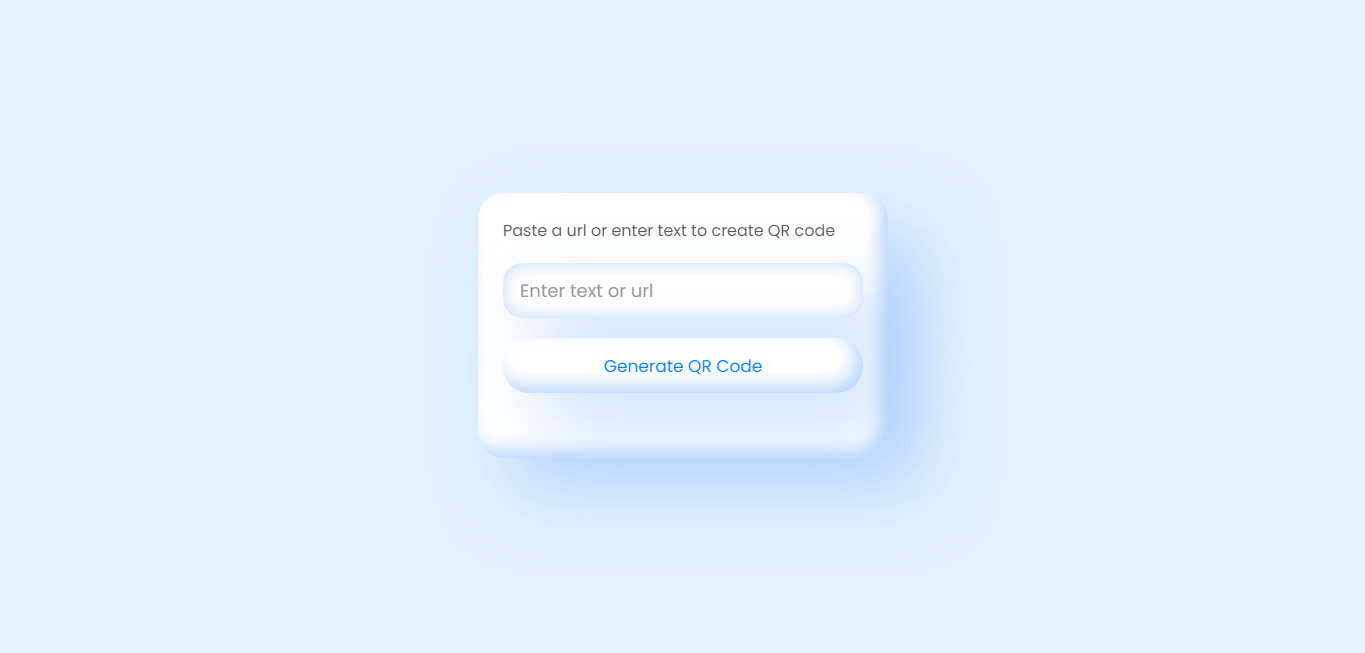 Paste a url or enter text to create QR code
Enter text or url
Generate QR Code